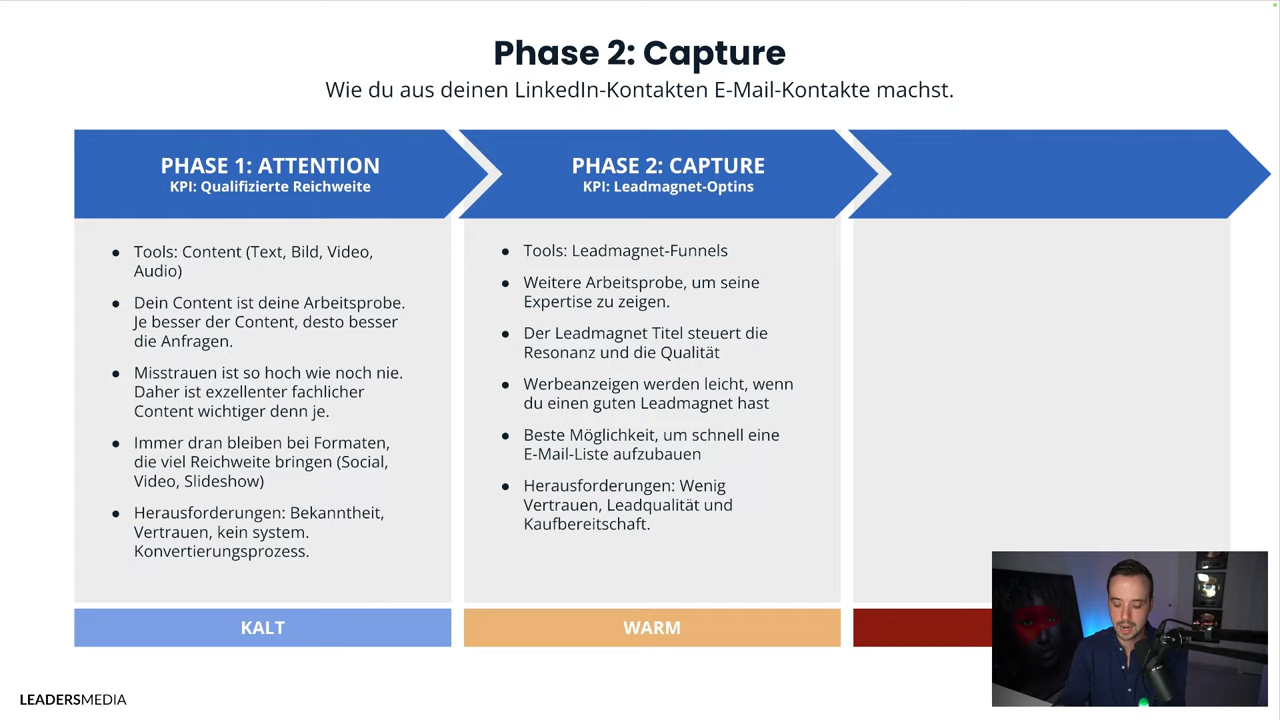 Phase 2: Capture
Wie du aus deinen LinkedIn-Kontakten E-Mail-Kontakte machst.
PHASE 1: ATTENTION
KPI: Qualifizierte Reichweite
● Tools: Content (Text, Bild, Video,
Audio)
● Dein Content ist deine Arbeitsprobe.
Je besser der Content, desto besser
die Anfragen.
● Misstrauen ist so hoch wie noch nie.
Daher ist exzellenter fachlicher
Content wichtiger denn je.
● Immer dran bleiben bei Formaten,
die viel Reichweite bringen (Social,
Video, Slideshow)
● Herausforderungen: Bekanntheit,
Vertrauen, kein system.
Konvertierungsprozess.
KALT
PHASE 2: CAPTURE
KPI: Leadmagnet-Optins
● Tools: Leadmagnet-Funnels
● Weitere Arbeitsprobe, um seine
Expertise zu zeigen.
● Der Leadmagnet Titel steuert die
Resonanz und die Qualität
● Werbeanzeigen werden leicht, wenn
du einen guten Leadmagnet hast
● Beste Möglichkeit, um schnell eine
E-Mail-Liste aufzubauen
● Herausforderungen: Wenig
Vertrauen, Leadqualität und
Kaufbereitschaft.
WARM
LEADERSMEDIA